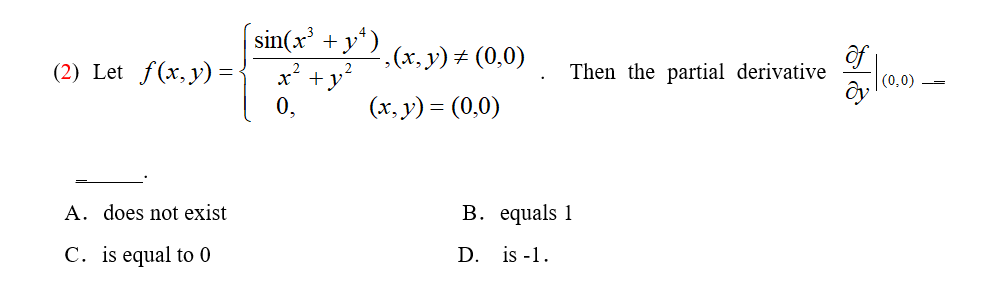 (2) Let f(x, y) = { sin(x³ + y⁴) / (x² + y²), (x, y) ≠ (0,0)
0, (x, y) = (0,0) . Then the partial derivative ∂f/∂y |(0,0) =
=______.
A. does not exist
B. equals 1
C. is equal to 0
D. is -1.